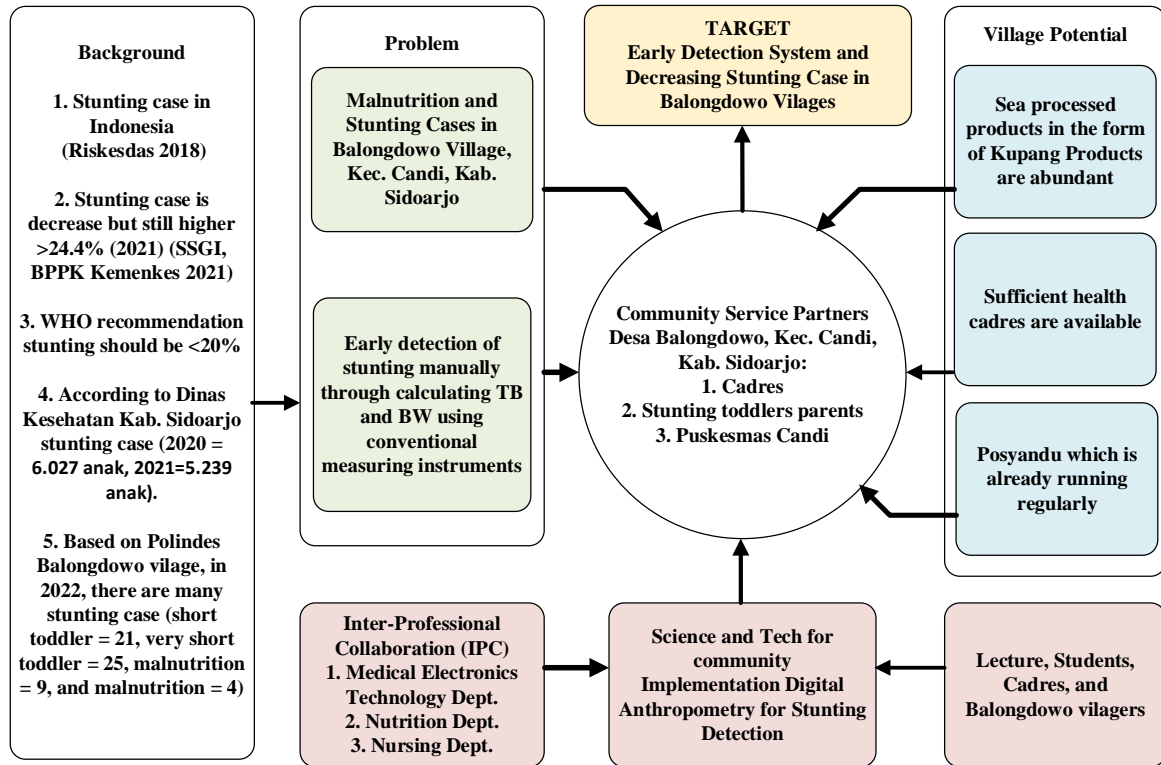 Background
1. Stunting case in
Indonesia
(Riskesdas 2018)
2. Stunting case is
decrease but still higher
>24.4% (2021) (SSGI,
BPPK Kemenkes 2021)
3. WHO recommendation
stunting should be <20%
4. According to Dinas
Kesehatan Kab. Sidoarjo
stunting case (2020 =
6.027 anak, 2021=5.239
anak).
5. Based on Polindes
Balongdowo vilage, in
2022, there are many
stunting case (short
toddler = 21, very short
toddler = 25, malnutrition
= 9, and malnutrition = 4)
Problem
Malnutrition and
Stunting Cases in
Balongdowo Village,
Kec. Candi, Kab.
Sidoarjo
Early detection of
stunting manually
through calculating TB
and BW using
conventional
measuring instruments
TARGET
Early Detection System and
Decreasing Stunting Case in
Balongdowo Vilages
Community Service Partners
Desa Balongdowo, Kec. Candi,
Kab. Sidoarjo:
1. Cadres
2. Stunting toddlers parents
3. Puskesmas Candi
Village Potential
Sea processed
products in the form
of Kupang Products
are abundant
Sufficient health
cadres are available
Posyandu which is
already running
regularly
Inter-Professional
Collaboration (IPC)
1. Medical Electronics
Technology Dept.
2. Nutrition Dept.
3. Nursing Dept.
Science and Tech for
community
Implementation Digital
Anthropometry for Stunting
Detection
Lecture, Students,
Cadres, and
Balongdowo vilagers